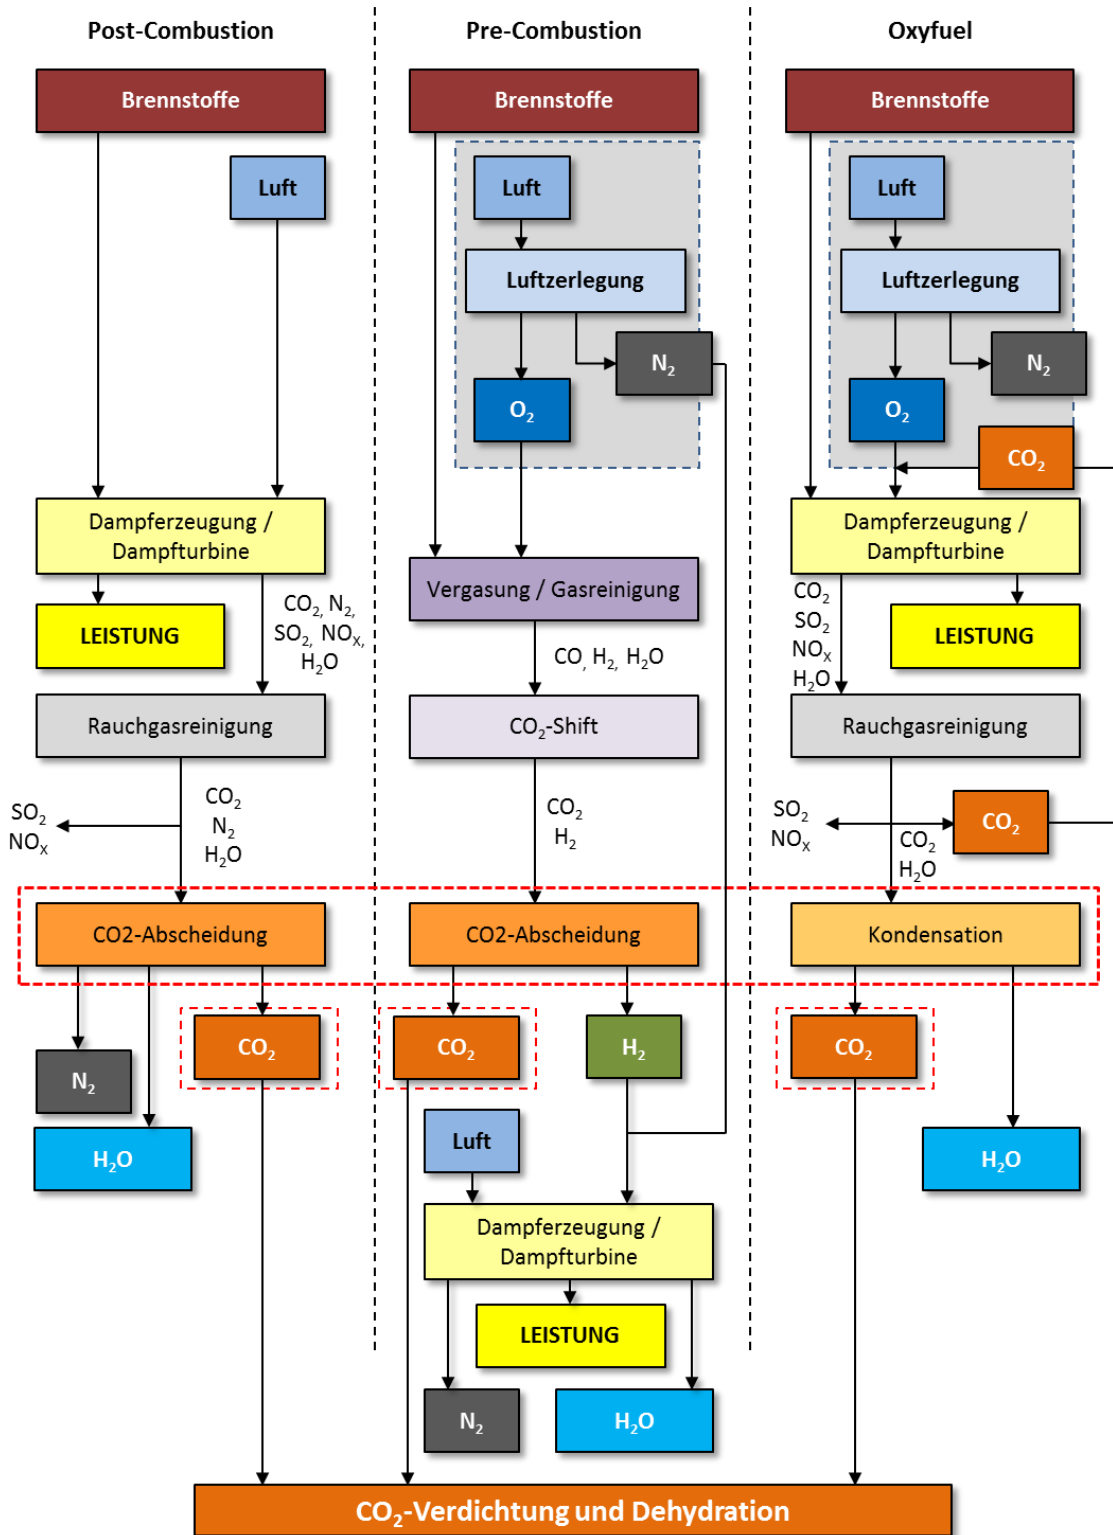 Post-Combustion
Brennstoffe
Luft
Dampferzeugung /
Dampfturbine
LEISTUNG
CO₂, N₂,
SO₂, NOₓ,
H₂O
Rauchgasreinigung
SO₂
NOₓ
CO₂
N₂
H₂O
CO2-Abscheidung
CO₂
N₂
H₂O
Pre-Combustion
Brennstoffe
Luft
Luftzerlegung
N₂
O₂
Vergasung / Gasreinigung
CO, H₂, H₂O
CO₂-Shift
CO₂
H₂
CO2-Abscheidung
CO₂
H₂
Luft
Dampferzeugung /
Dampfturbine
LEISTUNG
N₂
H₂O
Oxyfuel
Brennstoffe
Luft
Luftzerlegung
N₂
O₂
CO₂
Dampferzeugung /
Dampfturbine
CO₂
SO₂
NOₓ
H₂O
LEISTUNG
Rauchgasreinigung
SO₂
NOₓ
CO₂
CO₂
H₂O
Kondensation
CO₂
H₂O
CO₂-Verdichtung und Dehydration